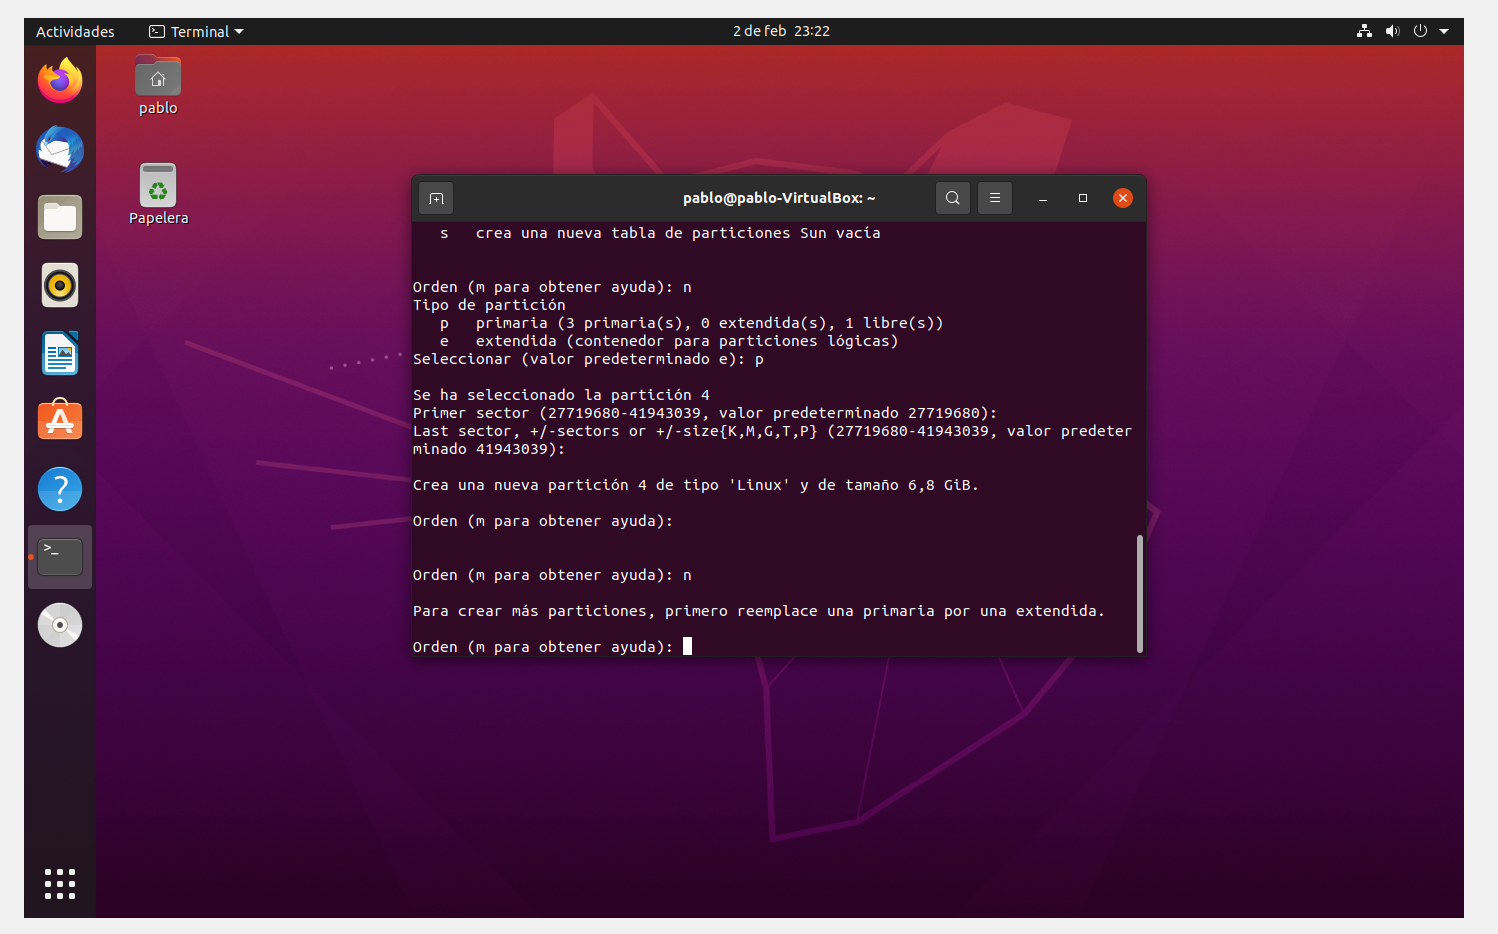 Actividades
Terminal
2 de feb 23:22
pablo
Papelera
pablo@pablo-VirtualBox: ~
s crea una nueva tabla de particiones Sun vacía
Orden (m para obtener ayuda): n
Tipo de partición
p primaria (3 primaria(s), 0 extendida(s), 1 libre(s))
e extendida (contenedor para particiones lógicas)
Seleccionar (valor predeterminado e): p
Se ha seleccionado la partición 4
Primer sector (27719680-41943039, valor predeterminado 27719680):
Last sector, +/-sectors or +/-size{K,M,G,T,P} (27719680-41943039, valor predeter
minado 41943039):
Crea una nueva partición 4 de tipo 'Linux' y de tamaño 6,8 GiB.
Orden (m para obtener ayuda):
Orden (m para obtener ayuda): n
Para crear más particiones, primero reemplace una primaria por una extendida.
Orden (m para obtener ayuda):